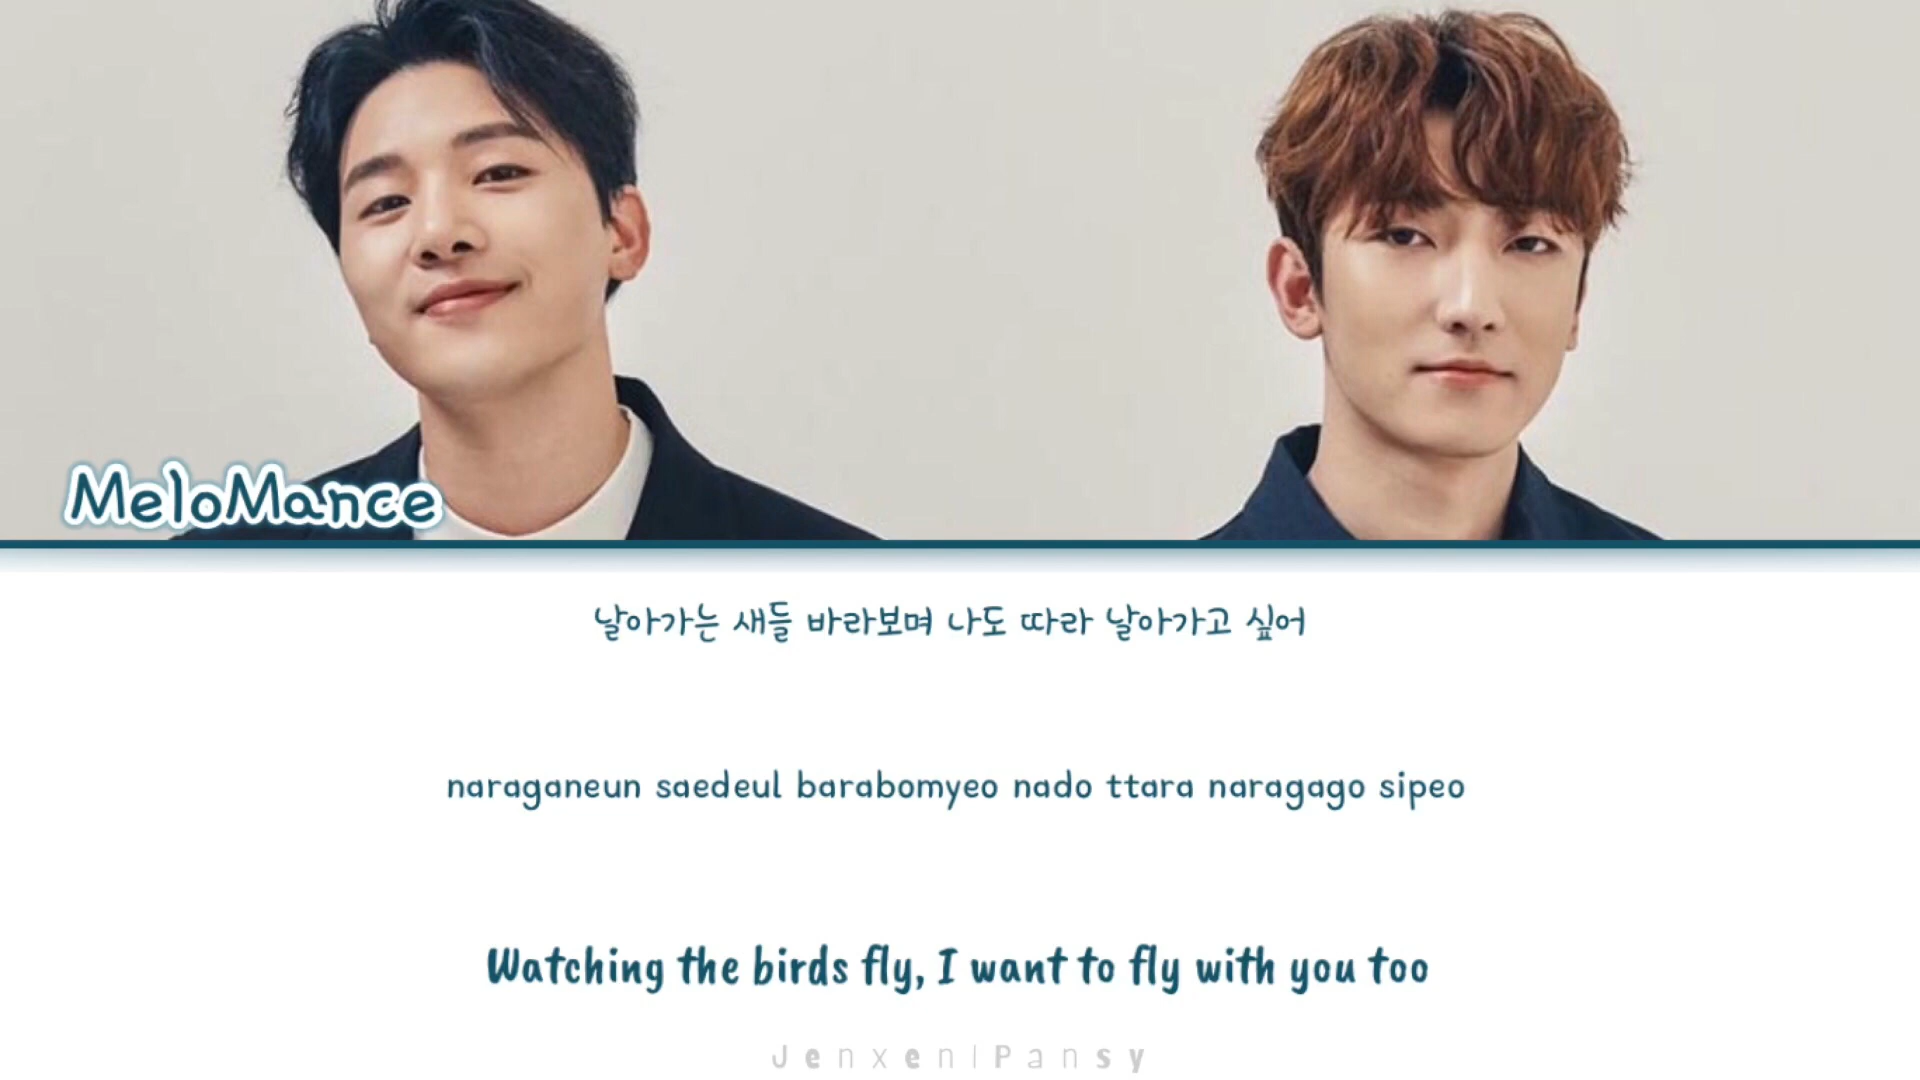 MeloMance
날아가는 새들 바라보며 나도 따라 날아가고 싶어
naraganeun saedeul barabomyeo nado ttara naragago sipeo
Watching the birds fly, I want to fly with you too
Jenxen|Pansy